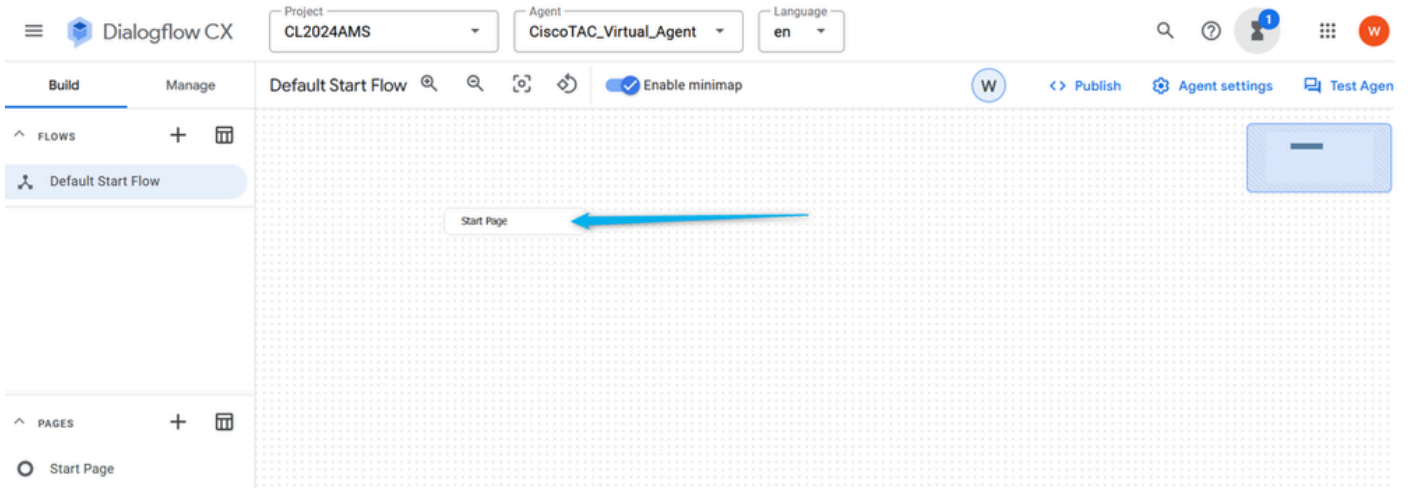 Dialogflow CX
Project
CL2024AMS
Agent
CiscoTAC_Virtual_Agent
Language
en
1
W
Build
Manage
Default Start Flow
Enable minimap
W
Publish
Agent settings
Test Agen
FLOWS
Default Start Flow
Start Page
PAGES
Start Page